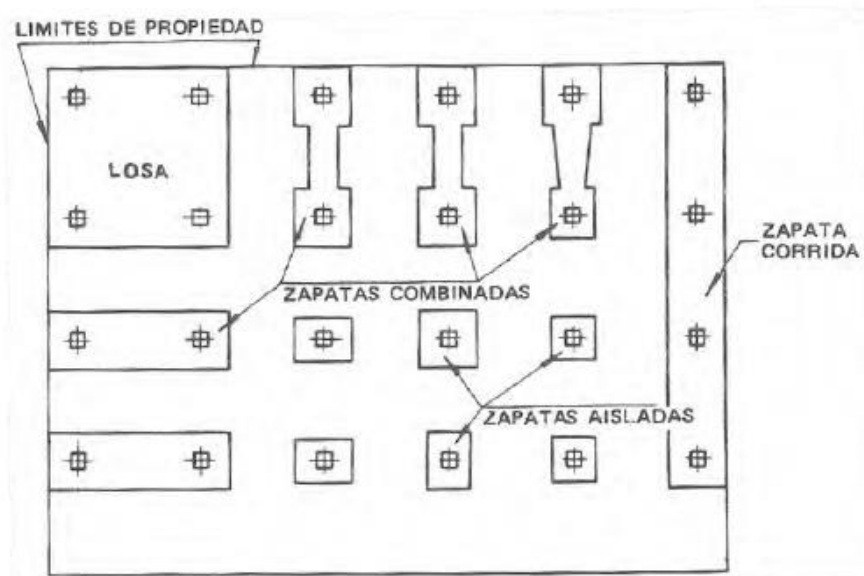 LIMITES DE PROPIEDAD
LOSA
ZAPATA
CORRIDA
ZAPATAS COMBINADAS
ZAPATAS AISLADAS